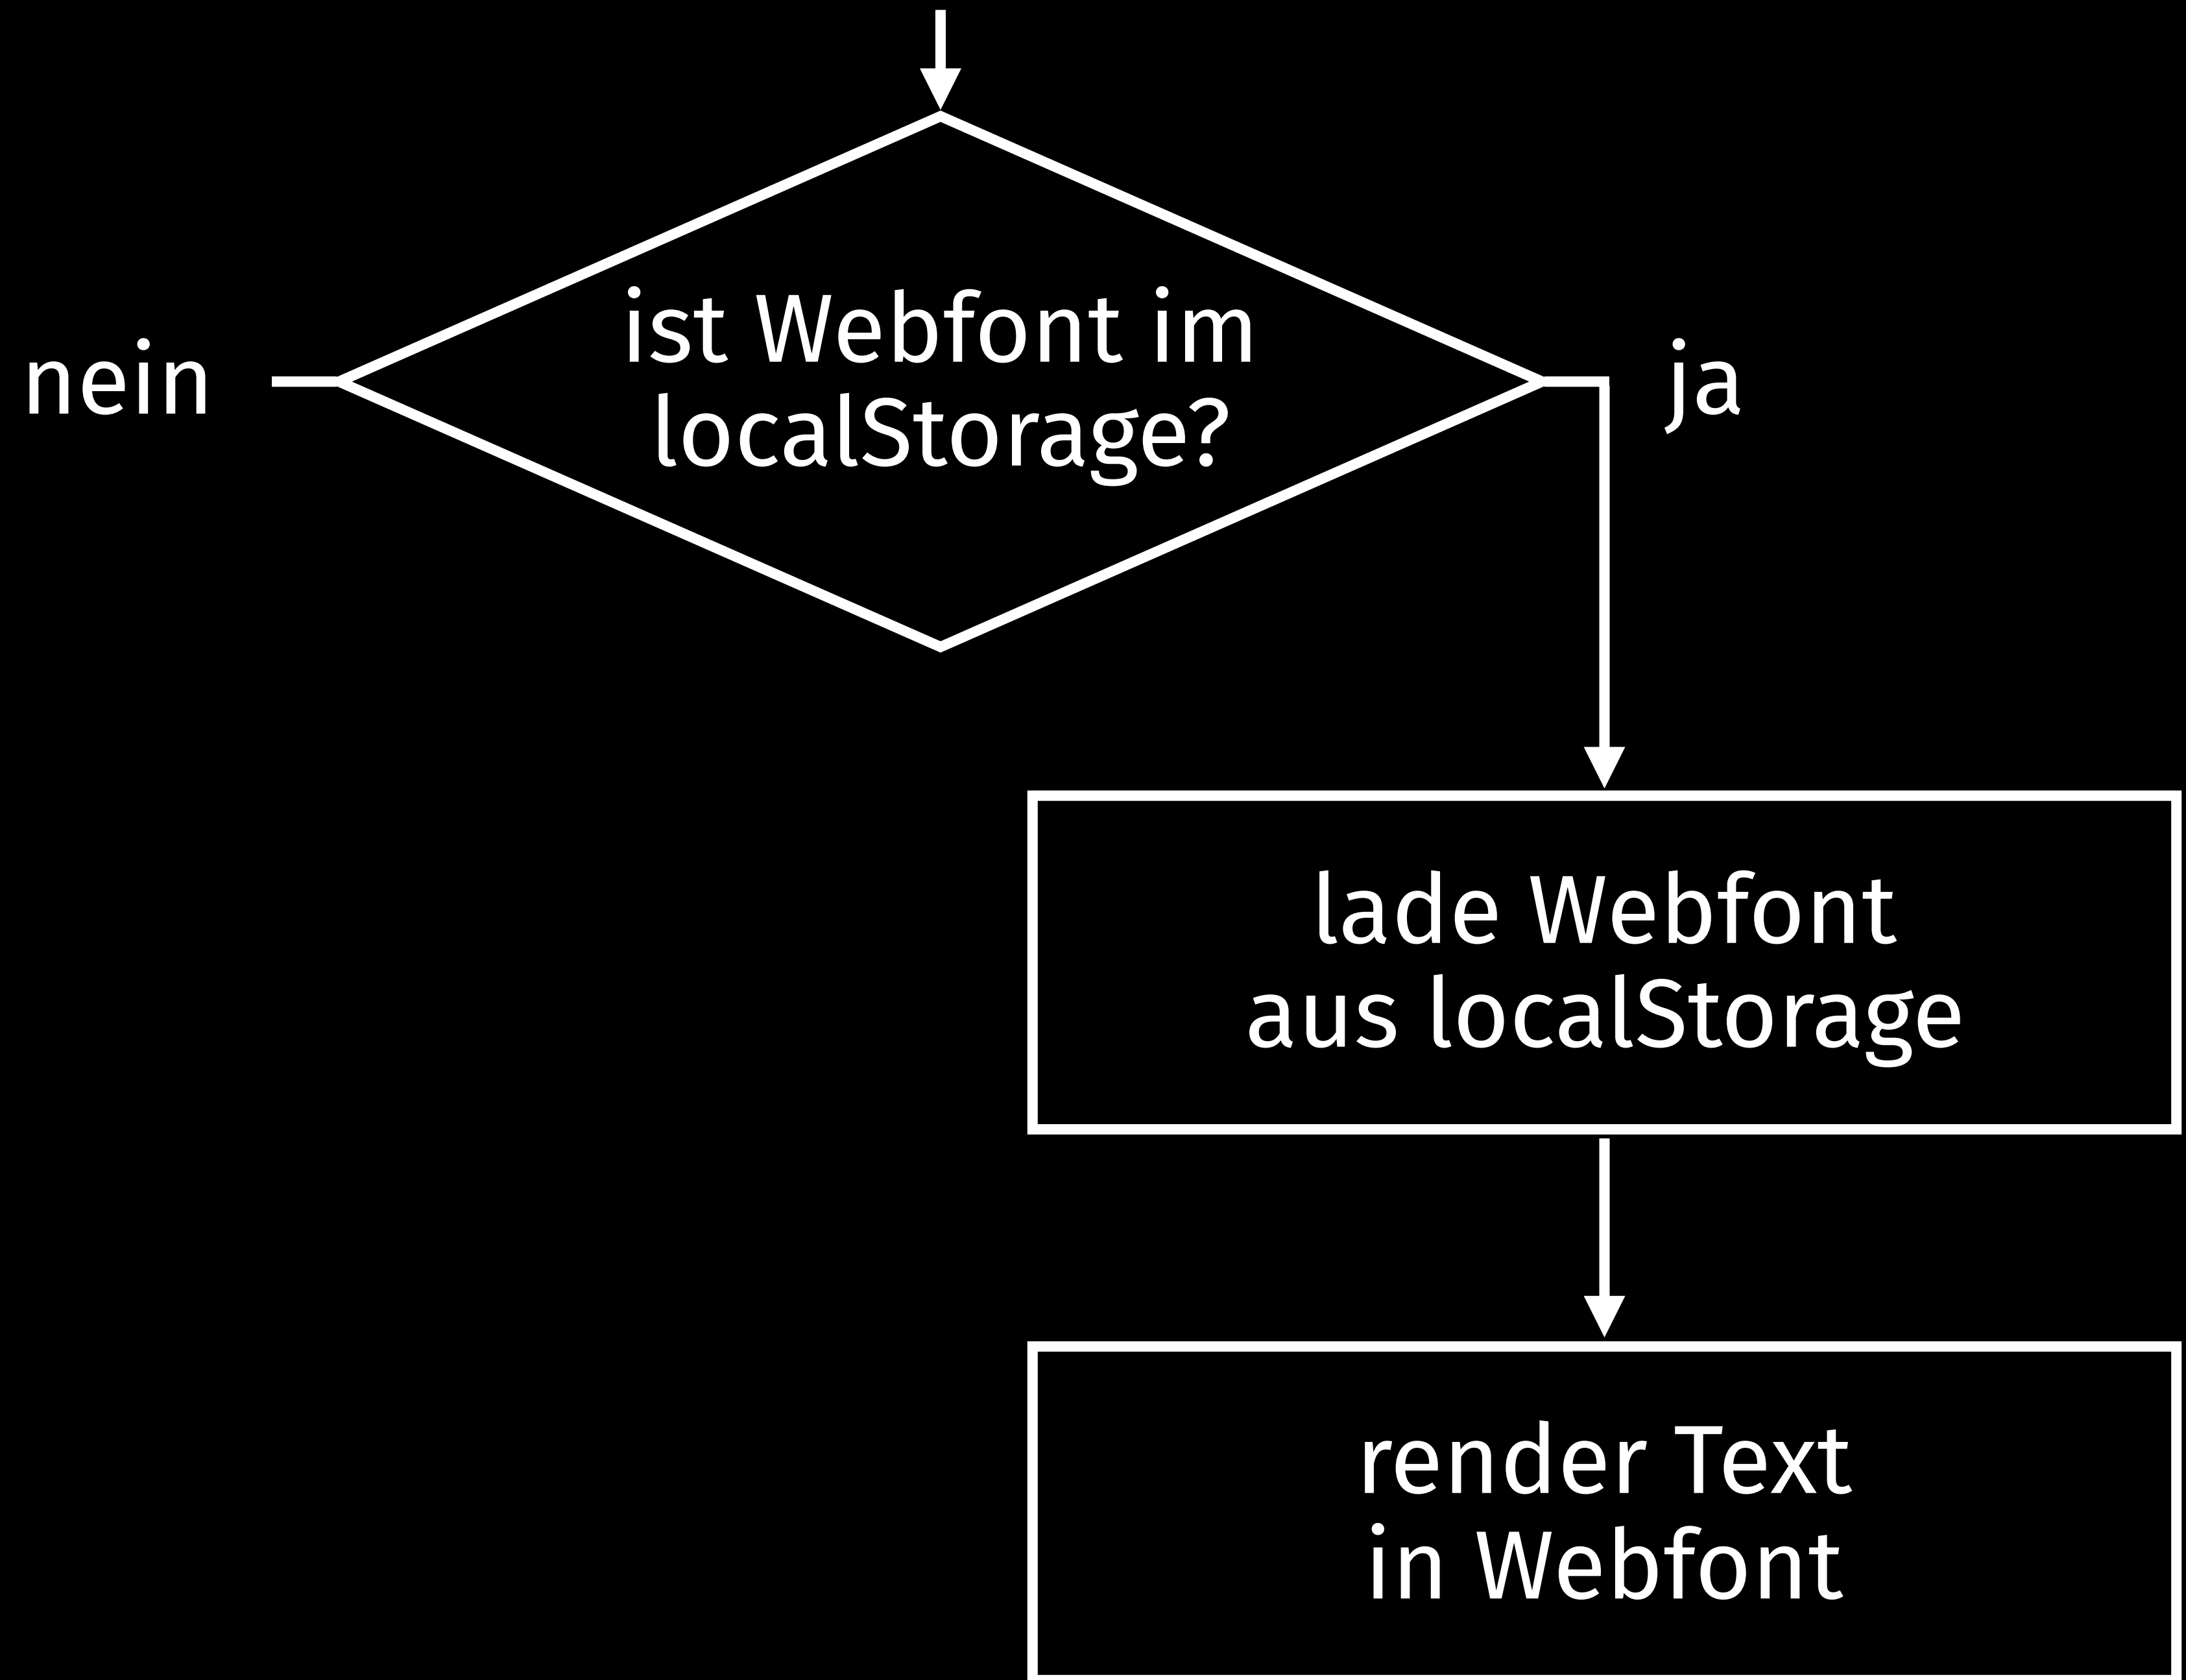 ist Webfont im
localStorage?
nein
ja
lade Webfont
aus localStorage
render Text
in Webfont